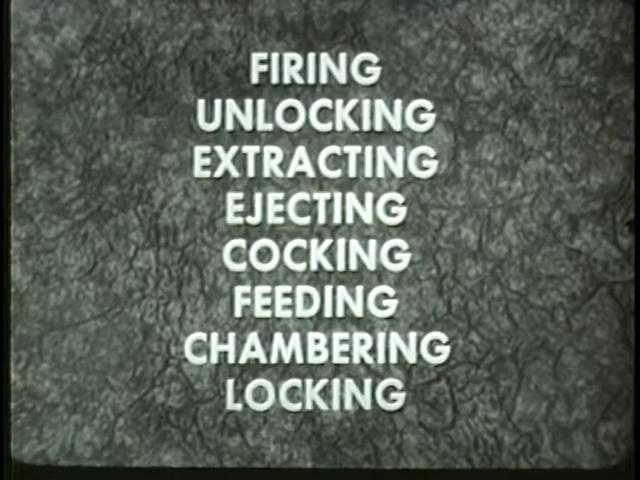 FIRING
UNLOCKING
EXTRACTING
EJECTING
COCKING
FEEDING
CHAMBERING
LOCKING